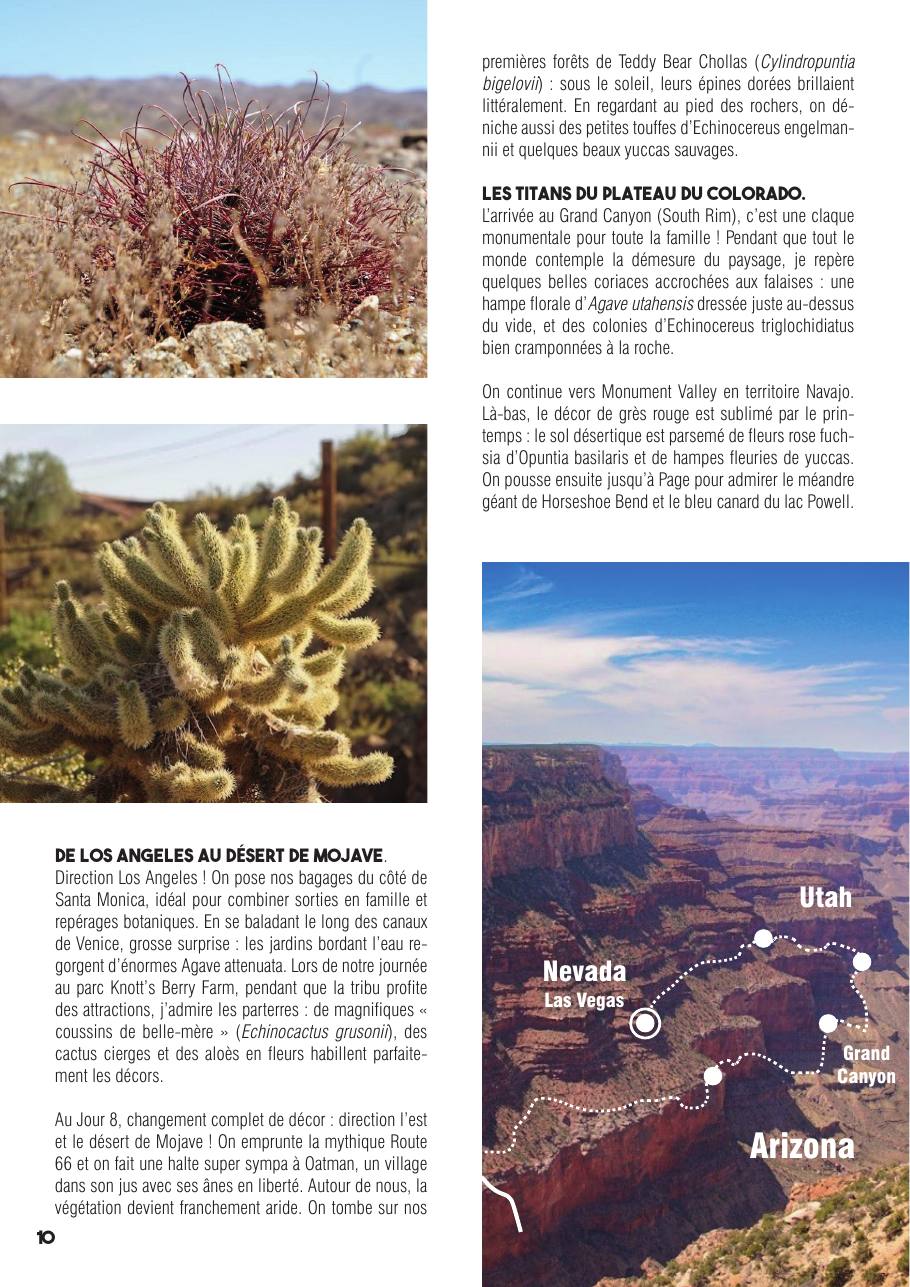 DE LOS ANGELES AU DÉSERT DE MOJAVE.
Direction Los Angeles ! On pose nos bagages du côté de
Santa Monica, idéal pour combiner sorties en famille et
repérages botaniques. En se baladant le long des canaux
de Venice, grosse surprise : les jardins bordant l'eau re-
gorgent d'énormes Agave attenuata. Lors de notre journée
au parc Knott's Berry Farm, pendant que la tribu profite
des attractions, j'admire les parterres : de magnifiques «
coussins de belle-mère » (Echinocactus grusonii), des
cactus cierges et des aloès en fleurs habillent parfaite-
ment les décors.
Au Jour 8, changement complet de décor : direction l'est
et le désert de Mojave ! On emprunte la mythique Route
66 et on fait une halte super sympa à Oatman, un village
dans son jus avec ses ânes en liberté. Autour de nous, la
végétation devient franchement aride. On tombe sur nos
10
premières forêts de Teddy Bear Chollas (Cylindropuntia
bigelovii) : sous le soleil, leurs épines dorées brillaient
littéralement. En regardant au pied des rochers, on dé-
niche aussi des petites touffes d'Echinocereus engelman-
nii et quelques beaux yuccas sauvages.
LES TITANS DU PLATEAU DU COLORADO.
L'arrivée au Grand Canyon (South Rim), c'est une claque
monumentale pour toute la famille ! Pendant que tout le
monde contemple la démesure du paysage, je repère
quelques belles coriaces accrochées aux falaises : une
hampe florale d'Agave utahensis dressée juste au-dessus
du vide, et des colonies d'Echinocereus triglochidiatus
bien cramponnées à la roche.
On continue vers Monument Valley en territoire Navajo.
Là-bas, le décor de grès rouge est sublimé par le prin-
temps : le sol désertique est parsemé de fleurs rose fuch-
sia d'Opuntia basilaris et de hampes fleuries de yuccas.
On pousse ensuite jusqu'à Page pour admirer le méandre
géant de Horseshoe Bend et le bleu canard du lac Powell.
Utah
Nevada
Las Vegas
Grand
Canyon
Arizona